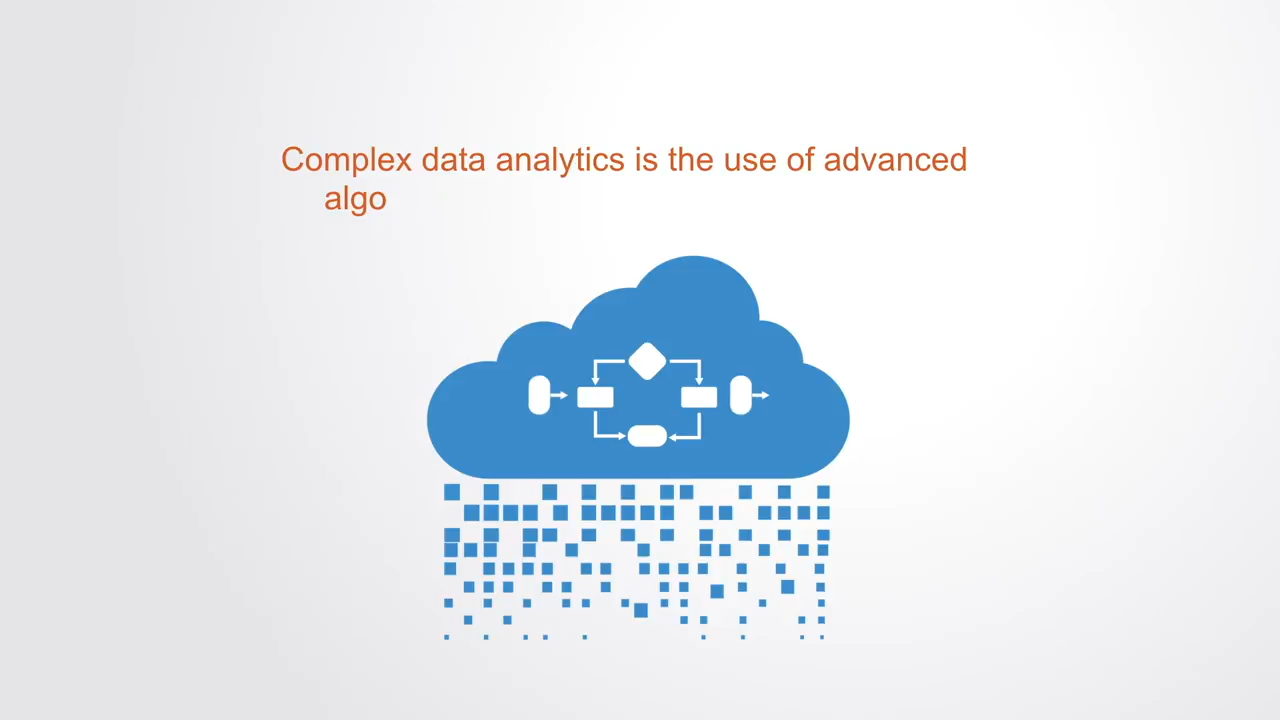 Complex data analytics is the use of advanced
algo